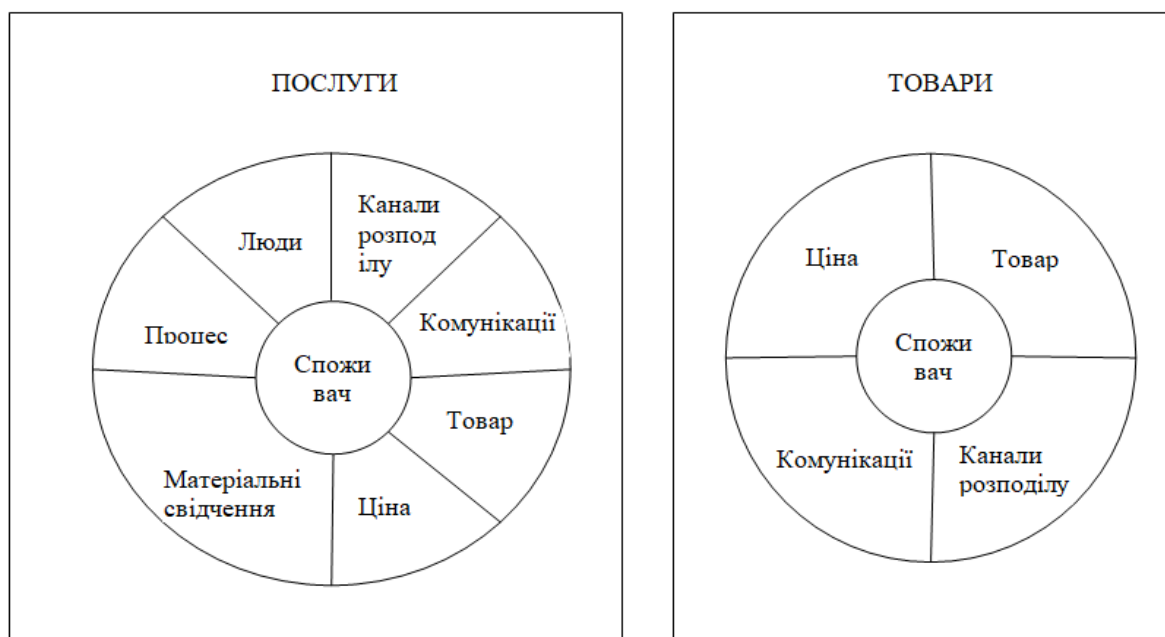 ПОСЛУГИ
Люди
Канали
розпод
ілу
Комунікації
Процес
Спожи
вач
Товар
Матеріальні
свідчення
Ціна
ТОВАРИ
Ціна
Товар
Спожи
вач
Комунікації
Канали
розподілу